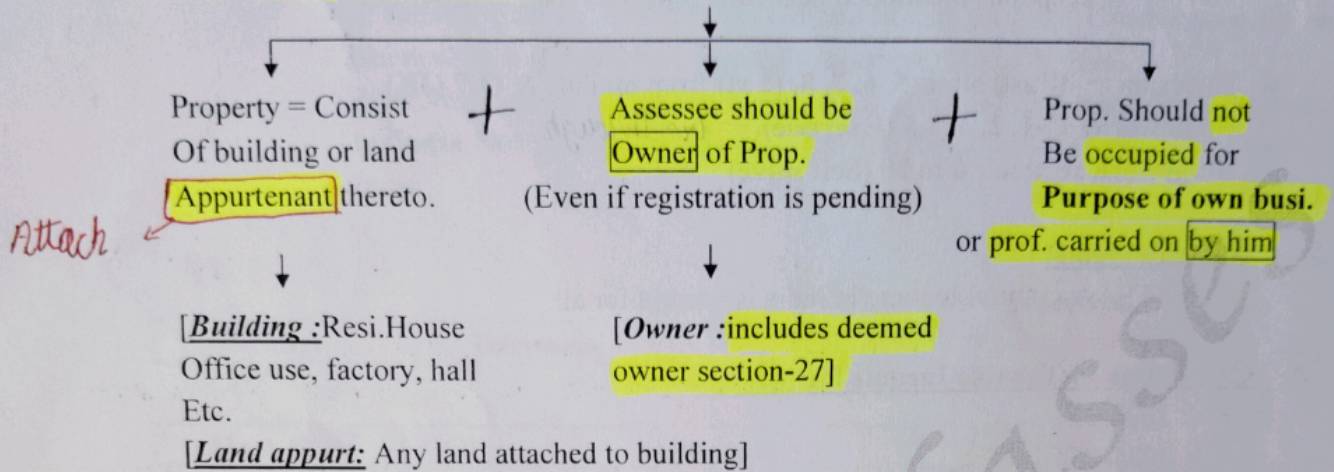 Property = Consist
Of building or land
Appurtenant thereto.
Attach
+
Assessee should be
Owner of Prop.
(Even if registration is pending)
+
Prop. Should not
Be occupied for
Purpose of own busi.
or prof. carried on by him
[Building :Resi.House
Office use, factory, hall
Etc.
[Land appurt: Any land attached to building]
[Owner :includes deemed
owner section-27]